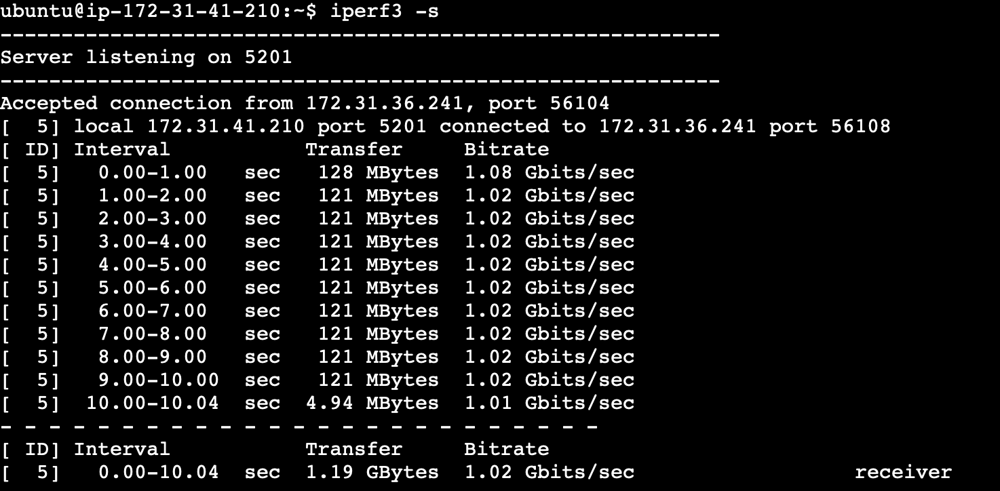 ubuntu@ip-172-31-41-210:~$ iperf3 -s
-----------------------------------------------------------
Server listening on 5201
-----------------------------------------------------------
Accepted connection from 172.31.36.241, port 56104
[  5] local 172.31.41.210 port 5201 connected to 172.31.36.241 port 56108
[ ID] Interval           Transfer     Bitrate
[  5]   0.00-1.00   sec   128 MBytes  1.08 Gbits/sec
[  5]   1.00-2.00   sec   121 MBytes  1.02 Gbits/sec
[  5]   2.00-3.00   sec   121 MBytes  1.02 Gbits/sec
[  5]   3.00-4.00   sec   121 MBytes  1.02 Gbits/sec
[  5]   4.00-5.00   sec   121 MBytes  1.02 Gbits/sec
[  5]   5.00-6.00   sec   121 MBytes  1.02 Gbits/sec
[  5]   6.00-7.00   sec   121 MBytes  1.02 Gbits/sec
[  5]   7.00-8.00   sec   121 MBytes  1.02 Gbits/sec
[  5]   8.00-9.00   sec   121 MBytes  1.02 Gbits/sec
[  5]   9.00-10.00  sec   121 MBytes  1.02 Gbits/sec
[  5]  10.00-10.04  sec  4.94 MBytes  1.01 Gbits/sec
- - - - - - - - - - - - - - - - - - - - - - - - -
[ ID] Interval           Transfer     Bitrate
[  5]   0.00-10.04  sec  1.19 GBytes  1.02 Gbits/sec                  receiver